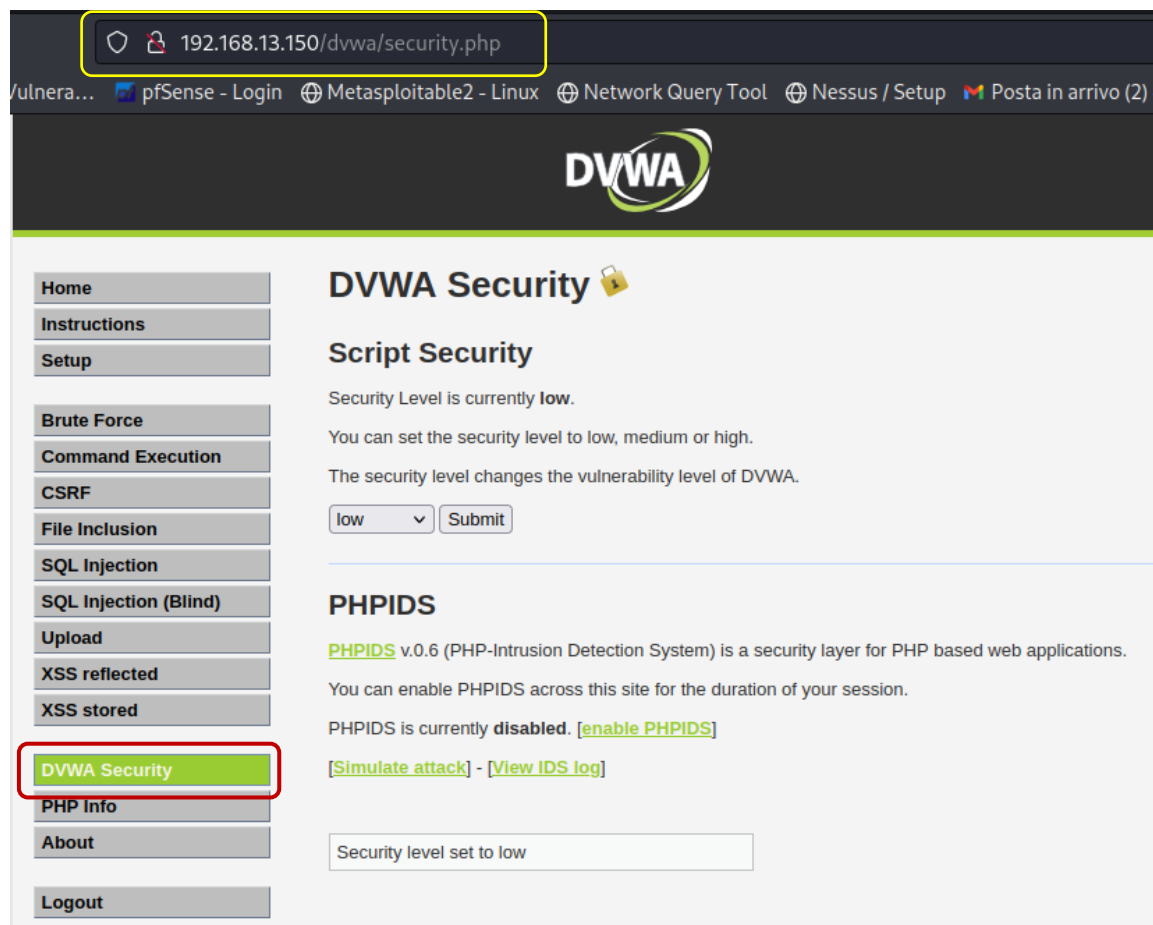 192.168.13.150/dvwa/security.php
/ulnera... pfSense - Login Metasploitable2 - Linux Network Query Tool Nessus / Setup Posta in arrivo (2)
DVWA
Home
Instructions
Setup
Brute Force
Command Execution
CSRF
File Inclusion
SQL Injection
SQL Injection (Blind)
Upload
XSS reflected
XSS stored
DVWA Security
PHP Info
About
Logout
DVWA Security
Script Security
Security Level is currently low.
You can set the security level to low, medium or high.
The security level changes the vulnerability level of DVWA.
low Submit
PHPIDS
PHPIDS v.0.6 (PHP-Intrusion Detection System) is a security layer for PHP based web applications.
You can enable PHPIDS across this site for the duration of your session.
PHPIDS is currently disabled. [enable PHPIDS]
[Simulate attack] - [View IDS log]
Security level set to low